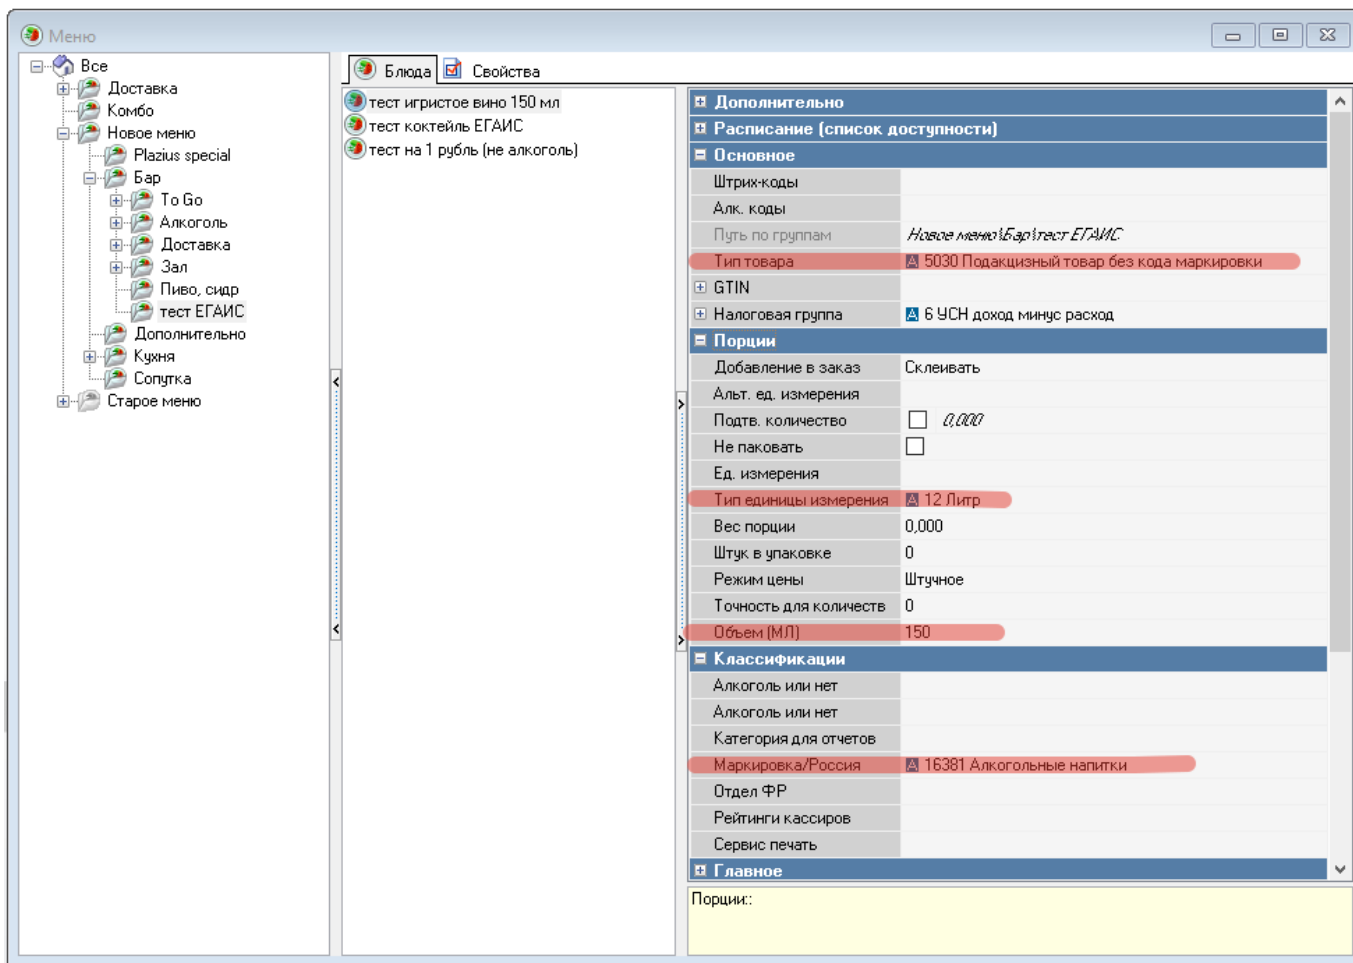 Меню
Все
Доставка
Комбо
Новое меню
Plazius special
Бар
To Go
Алкоголь
Доставка
Зал
Пиво, сидр
тест ЕГАИС
Дополнительно
Кухня
Сопутка
Старое меню
Блюда
Свойства
тест игристое вино 150 мл
тест коктейль ЕГАИС
тест на 1 рубль (не алкоголь)
Дополнительно
Расписание (список доступности)
Основное
Штрих-коды
Алк. коды
Путь по группам Новое меню\Бар\тест ЕГАИС
Тип товара A 5030 Подакцизный товар без кода маркировки
GTIN
Налоговая группа A 6 УСН доход минус расход
Порции
Добавление в заказ Склеивать
Альт. ед. измерения
Подтв. количество 0,000
Не паковать
Ед. измерения
Тип единицы измерения A 12 Литр
Вес порции 0,000
Штук в упаковке 0
Режим цены Штучное
Точность для количеств 0
Объем (МЛ) 150
Классификации
Алкоголь или нет
Алкоголь или нет
Категория для отчетов
Маркировка/Россия A 16381 Алкогольные напитки
Отдел ФР
Рейтинги кассиров
Сервис печать
Главное
Порции::